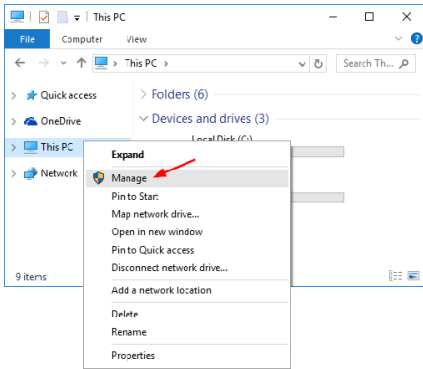 This PC
File Computer View
This PC Search Th...
Quick access
OneDrive
This PC
Network
Folders (6)
Devices and drives (3)
Local Disk (C:)
Expand
Manage
Pin to Start
Map network drive...
Open in new window
Pin to Quick access
Disconnect network drive...
Add a network location
Delete
Rename
Properties
9 items